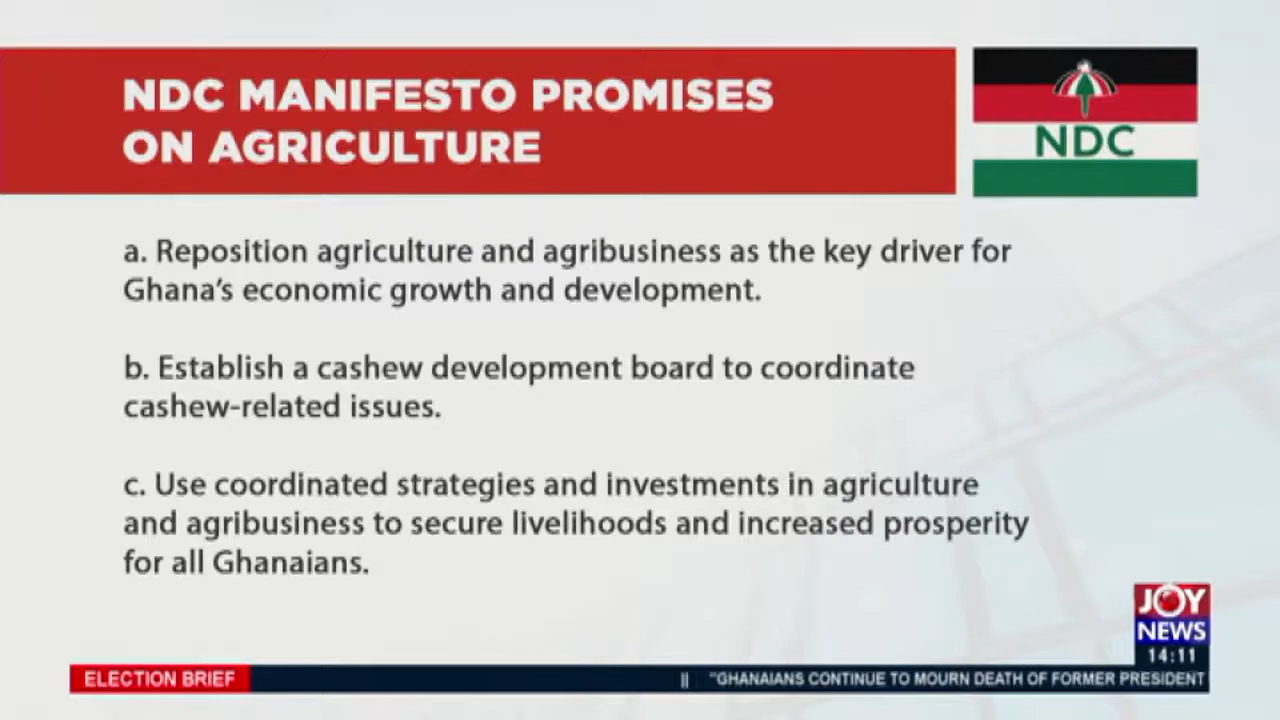 NDC MANIFESTO PROMISES
ON AGRICULTURE
NDC
a. Reposition agriculture and agribusiness as the key driver for
Ghana’s economic growth and development.
b. Establish a cashew development board to coordinate
cashew-related issues.
c. Use coordinated strategies and investments in agriculture
and agribusiness to secure livelihoods and increased prosperity
for all Ghanaians.
JOY
NEWS
14:11
ELECTION BRIEF
|| "GHANAIANS CONTINUE TO MOURN DEATH OF FORMER PRESIDENT